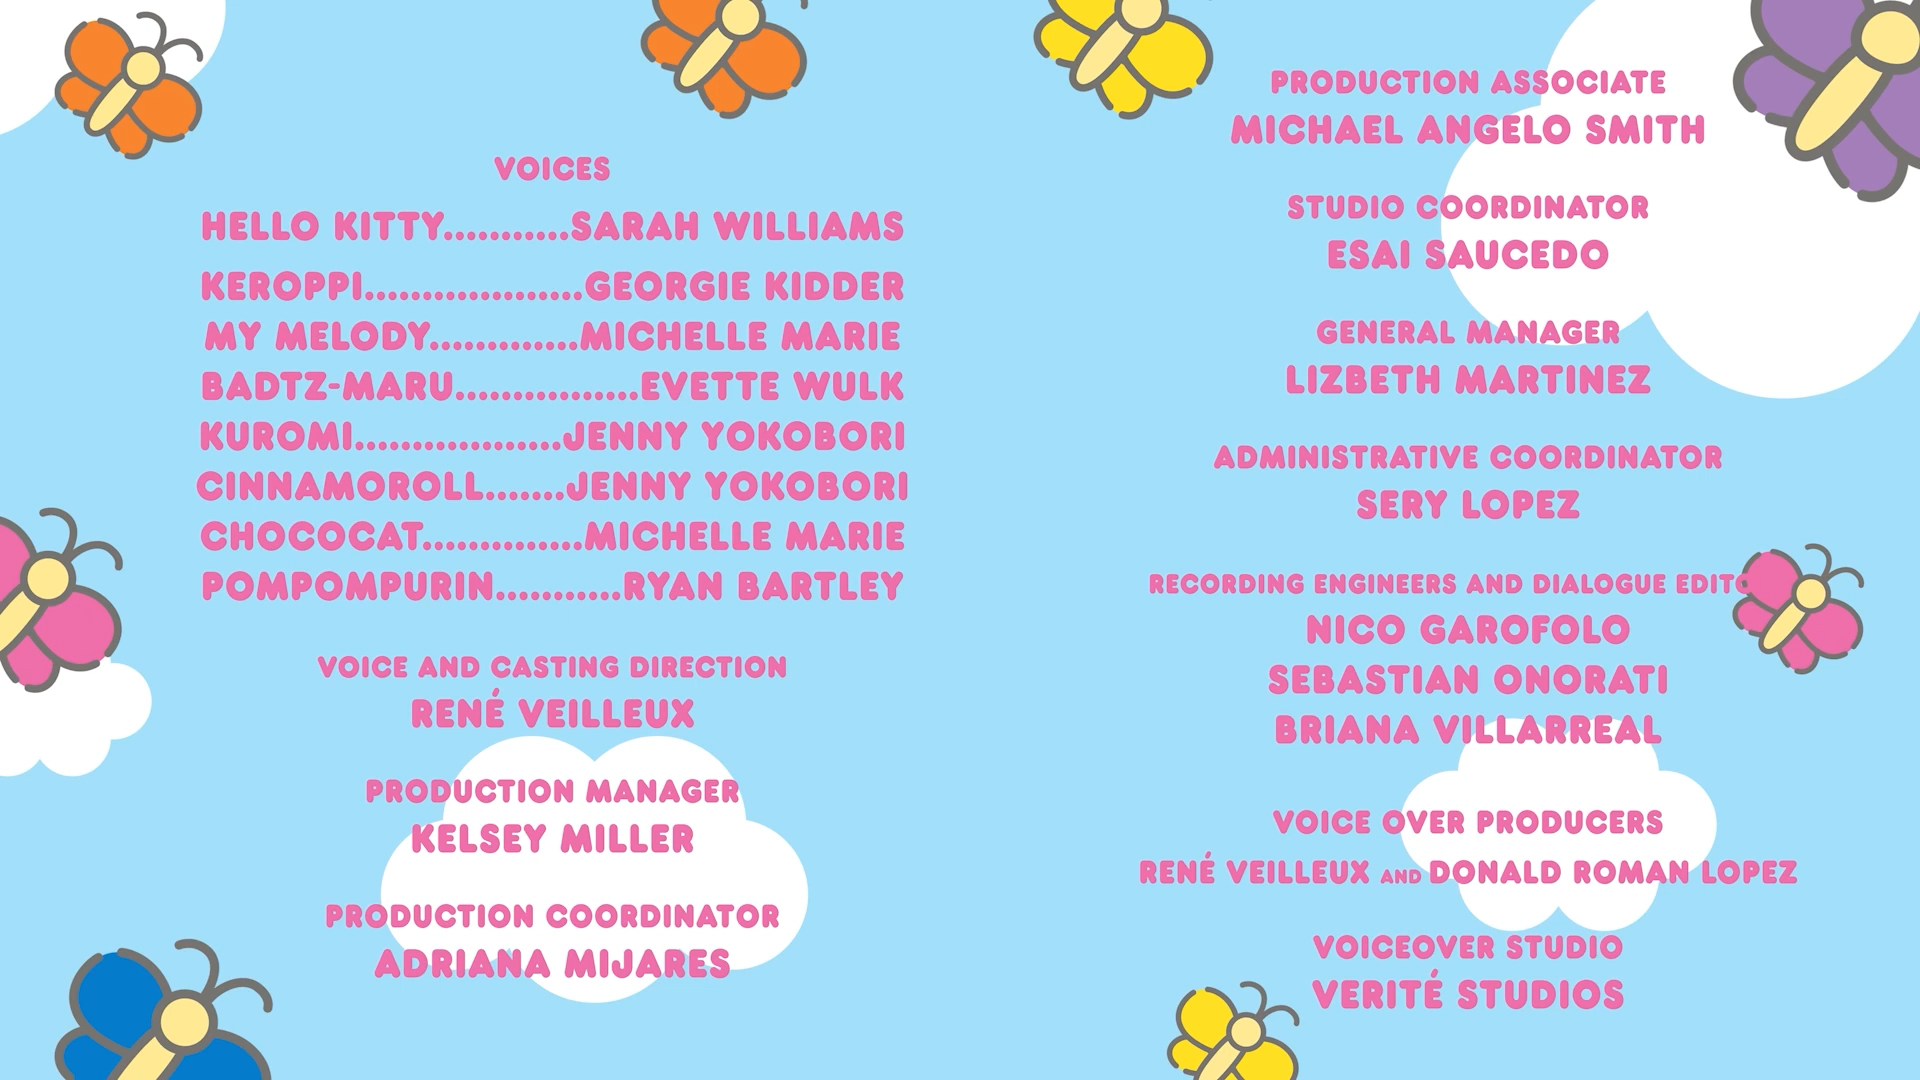 VOICES
HELLO KITTY...........SARAH WILLIAMS
KEROPPI...................GEORGIE KIDDER
MY MELODY.............MICHELLE MARIE
BADTZ-MARU................EVETTE WULK
KUROMI..................JENNY YOKOBORI
CINNAMOROLL.......JENNY YOKOBORI
CHOCOCAT..............MICHELLE MARIE
POMPOMPURIN...........RYAN BARTLEY
VOICE AND CASTING DIRECTION
RENÉ VEILLEUX
PRODUCTION MANAGER
KELSEY MILLER
PRODUCTION COORDINATOR
ADRIANA MIJARES
PRODUCTION ASSOCIATE
MICHAEL ANGELO SMITH
STUDIO COORDINATOR
ESAI SAUCEDO
GENERAL MANAGER
LIZBETH MARTINEZ
ADMINISTRATIVE COORDINATOR
SERY LOPEZ
RECORDING ENGINEERS AND DIALOGUE
NICO GAROFOLO
SEBASTIAN ONORATI
BRIANA VILLARREAL
VOICE OVER PRODUCERS
RENÉ VEILLEUX AND DONALD ROMAN LOPEZ
VOICEOVER STUDIO
VERITÉ STUDIOS